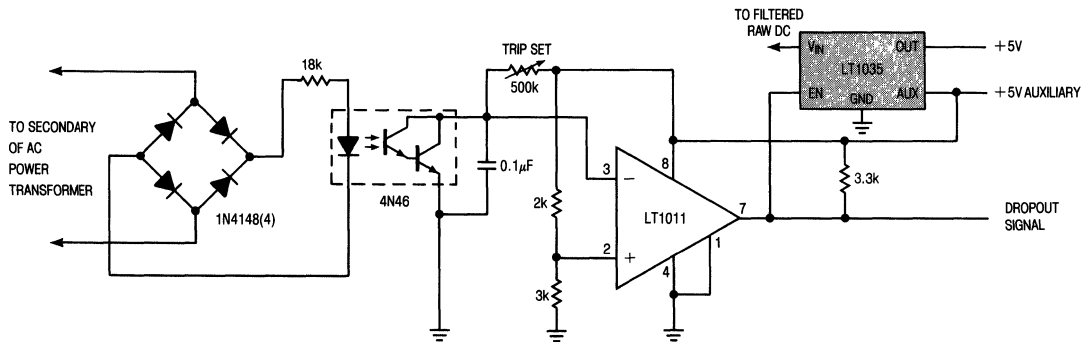 TO FILTERED
RAW DC
VIN
OUT
+5V
LT1035
EN
GND
AUX
+5V AUXILIARY
TRIP SET
500k
18k
TO SECONDARY
OF AC
POWER
TRANSFORMER
1N4148(4)
4N46
0.1μF
2k
3k
3
−
2
+
8
LT1011
7
1
4
3.3k
DROPOUT
SIGNAL